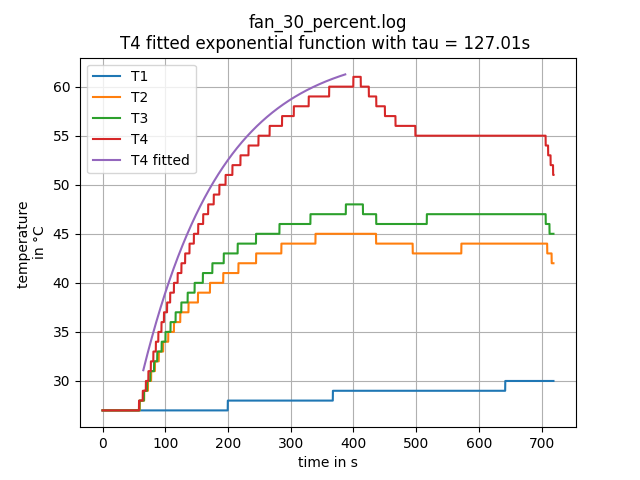 fan_30_percent.log
T4 fitted exponential function with tau = 127.01s
T1
T2
T3
T4
T4 fitted
60
55
50
45
40
35
30
temperature
in °C
0 100 200 300 400 500 600 700
time in s